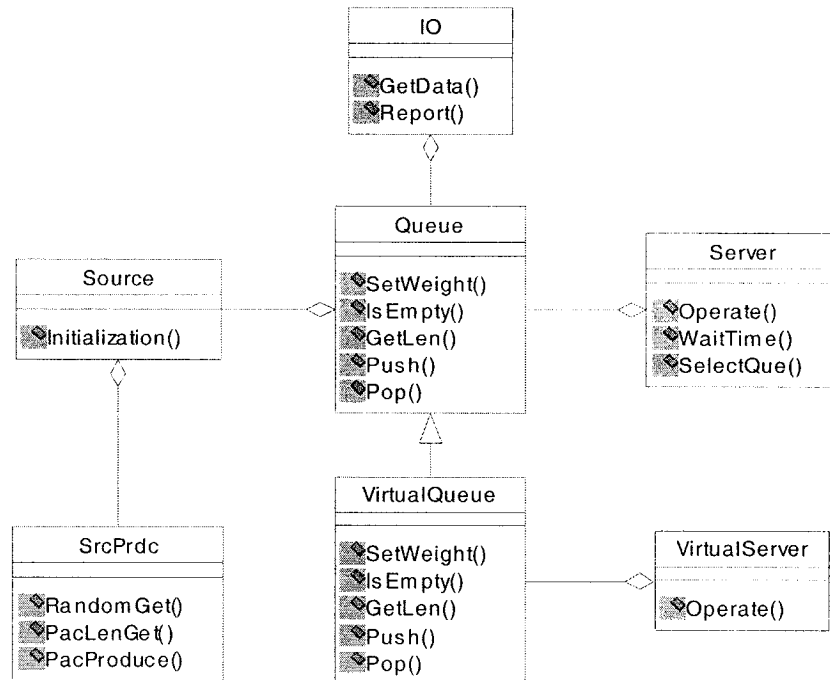 IO
GetData()
Report()
Queue
SetWeight()
IsEmpty()
GetLen()
Push()
Pop()
Source
Initialization()
Server
Operate()
WaitTime()
SelectQue()
SrcPrdc
RandomGet()
PacLenGet()
PacProduce()
VirtualQueue
SetWeight()
IsEmpty()
GetLen()
Push()
Pop()
VirtualServer
Operate()